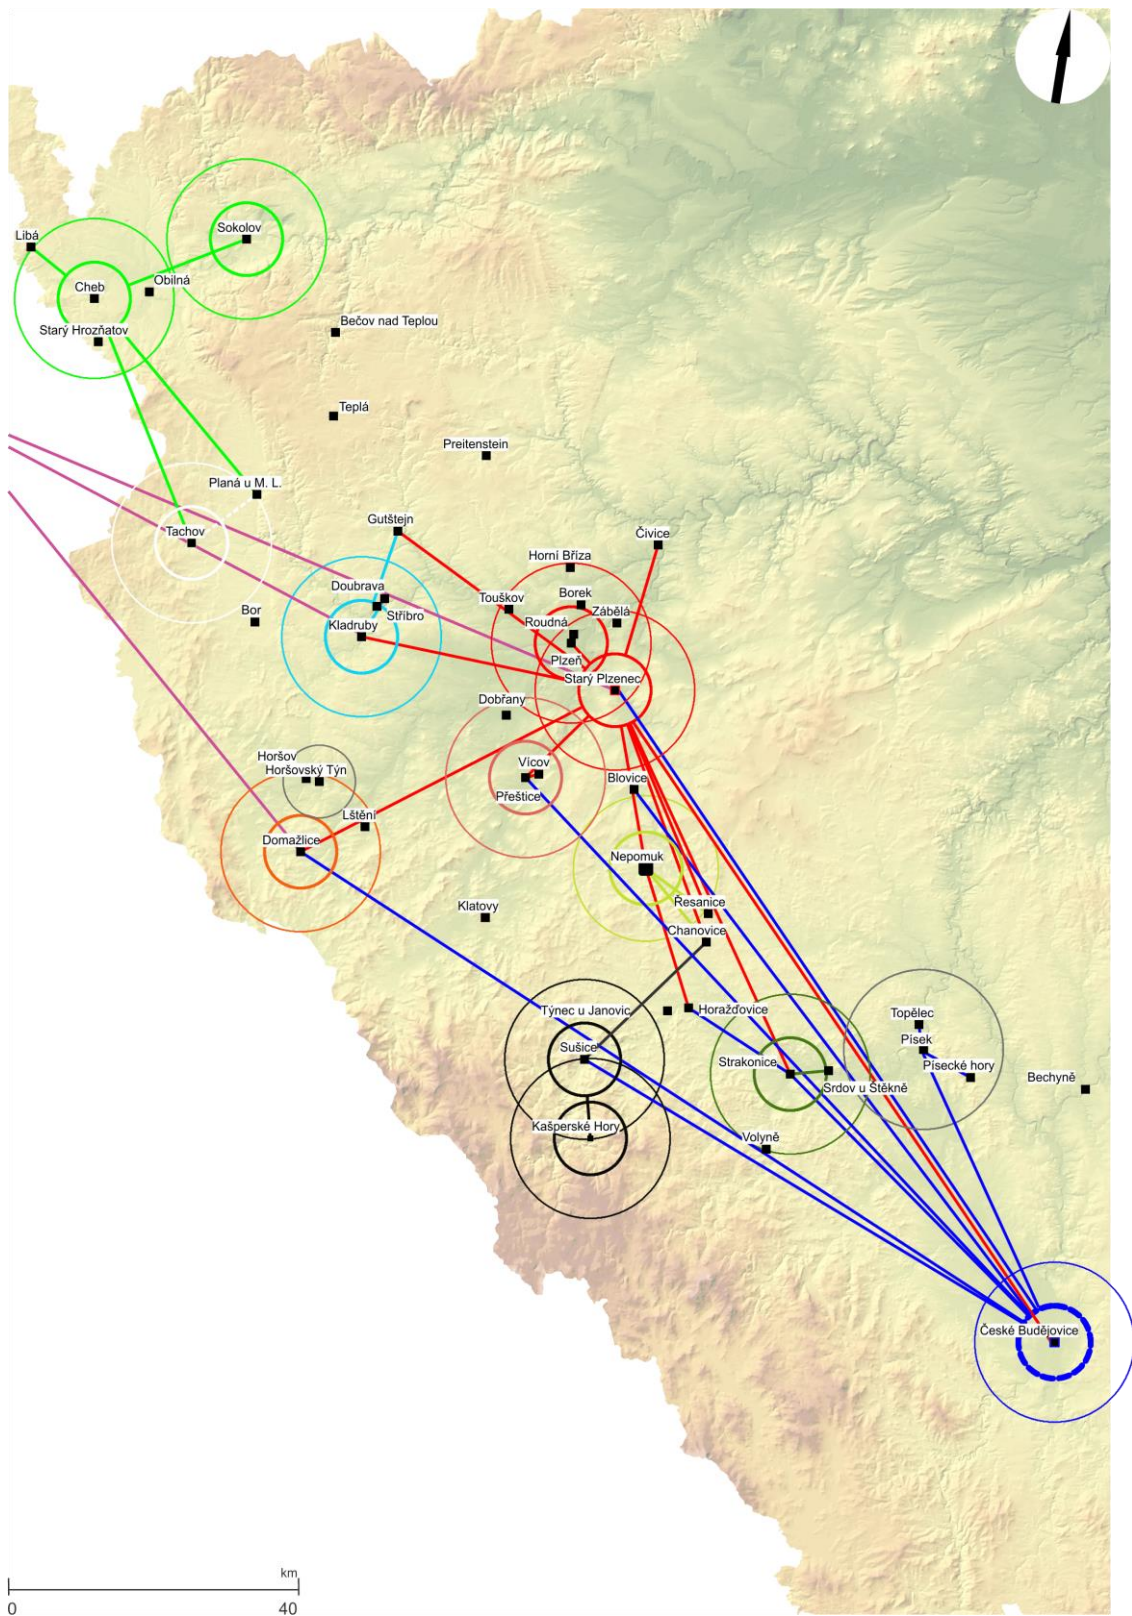 Sokolov
Libá
Obilná
Cheb
Starý Hrozňatov
Bečov nad Teplou
Teplá
Preitenstein
Planá u M. L.
Gutštejn
Tachov
Čivice
Horní Bříza
Doubrava
Touškov
Borek
Bor
Stříbro
Zábělá
Kladruby
Roudná
Plzeň
Starý Plzenec
Dobřany
Horšov
Horšovský Týn
Vícov
Blovice
Přeštice
Lštění
Domažlice
Nepomuk
Klatovy
Řesanice
Chanovice
Týnec u Janovic
Horažďovice
Topělec
Sušice
Písek
Strakonice
Písecké hory
Srdov u Štěkně
Bechyně
Kašperské Hory
Volyně
České Budějovice
km
0 40